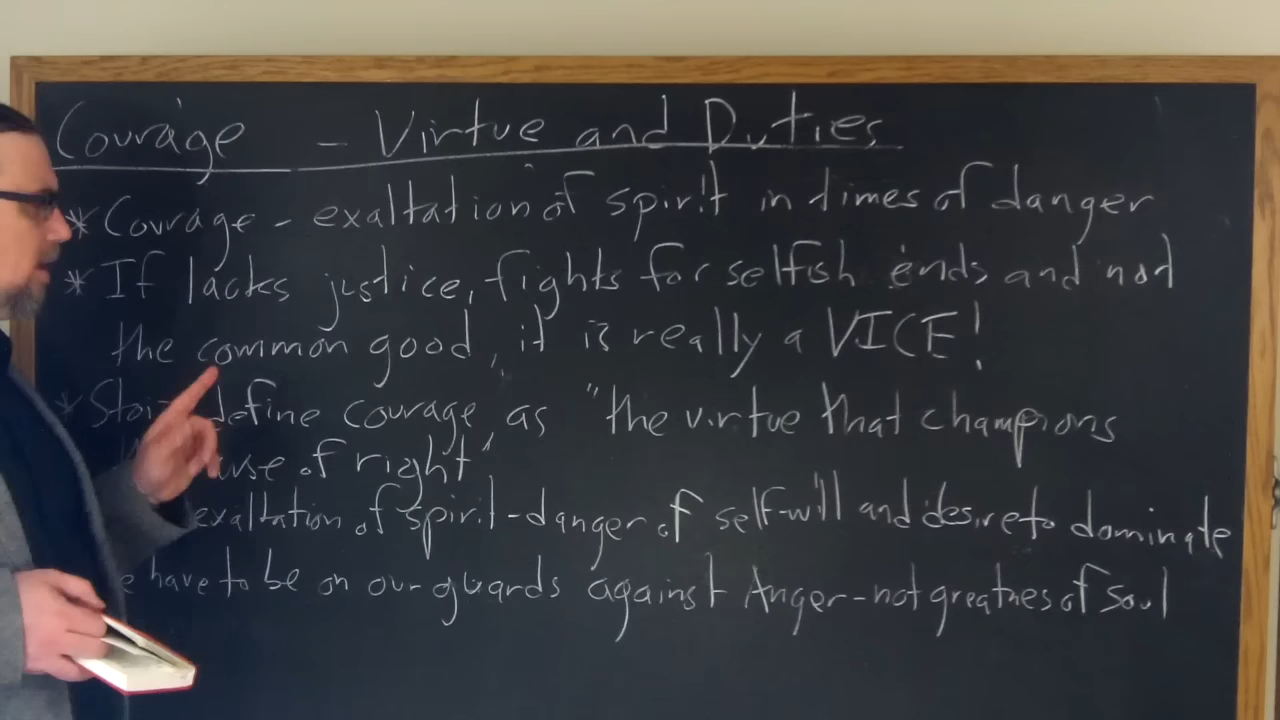 Courage - Virtue and Duties
* Courage - exaltation of spirit in times of danger
* If lacks justice, fights for selfish ends and not
the common good, it is really a VICE!
* define courage as "the virtue that champions
of right"
exaltation of spirit - danger of self-will and desire to dominate
have to be on our guards against Anger - not greatnes of soul